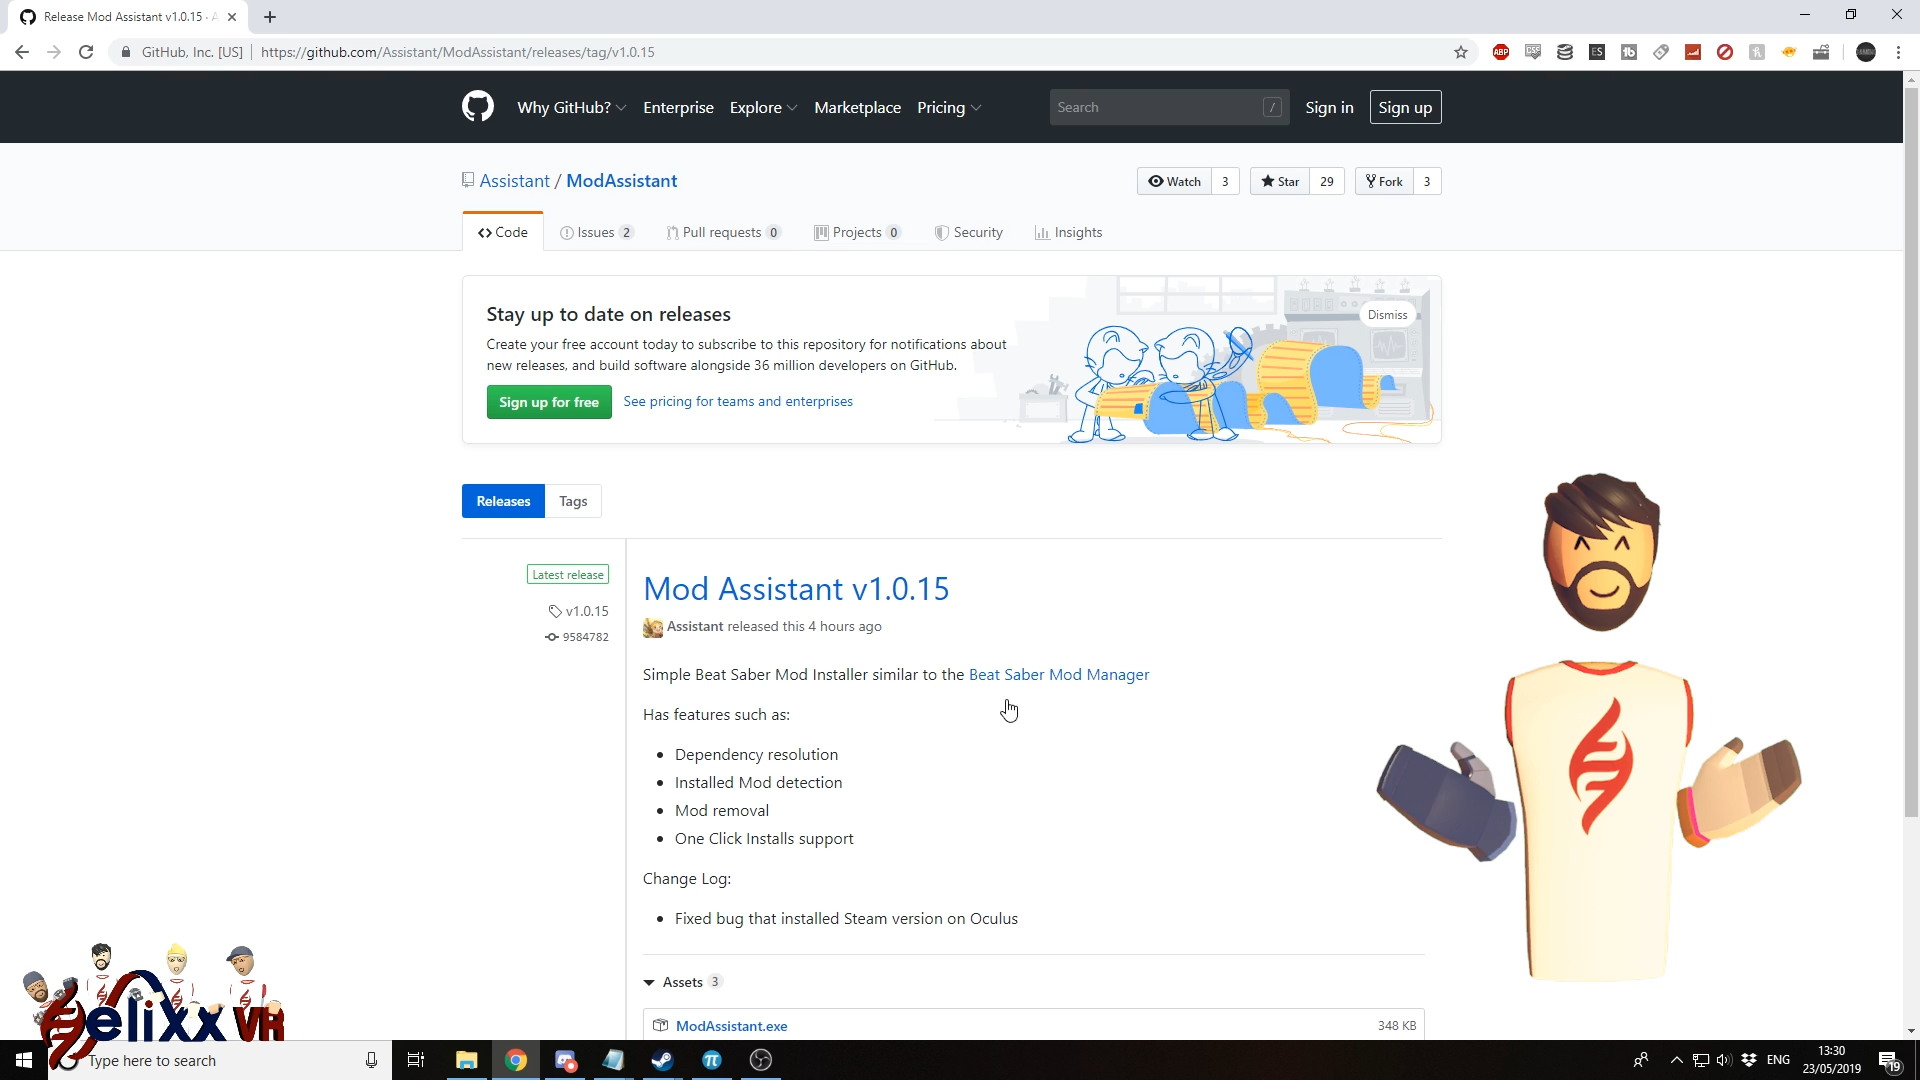 Release Mod Assistant v1.0.15 · A
GitHub, Inc. [US]
https://github.com/Assistant/ModAssistant/releases/tag/v1.0.15
ABP
CSS
ES
Why GitHub?
Enterprise
Explore
Marketplace
Pricing
Search
/
Sign in
Sign up
Assistant / ModAssistant
Watch 3
Star 29
Fork 3
Code
Issues 2
Pull requests 0
Projects 0
Security
Insights
Stay up to date on releases
Dismiss
Create your free account today to subscribe to this repository for notifications about
new releases, and build software alongside 36 million developers on GitHub.
Sign up for free
See pricing for teams and enterprises
Releases
Tags
Latest release
v1.0.15
9584782
Mod Assistant v1.0.15
Assistant released this 4 hours ago
Simple Beat Saber Mod Installer similar to the Beat Saber Mod Manager
Has features such as:
Dependency resolution
Installed Mod detection
Mod removal
One Click Installs support
Change Log:
Fixed bug that installed Steam version on Oculus
Assets 3
ModAssistant.exe
348 KB
elixx VR
Type here to search
ENG
13:30
23/05/2019
19